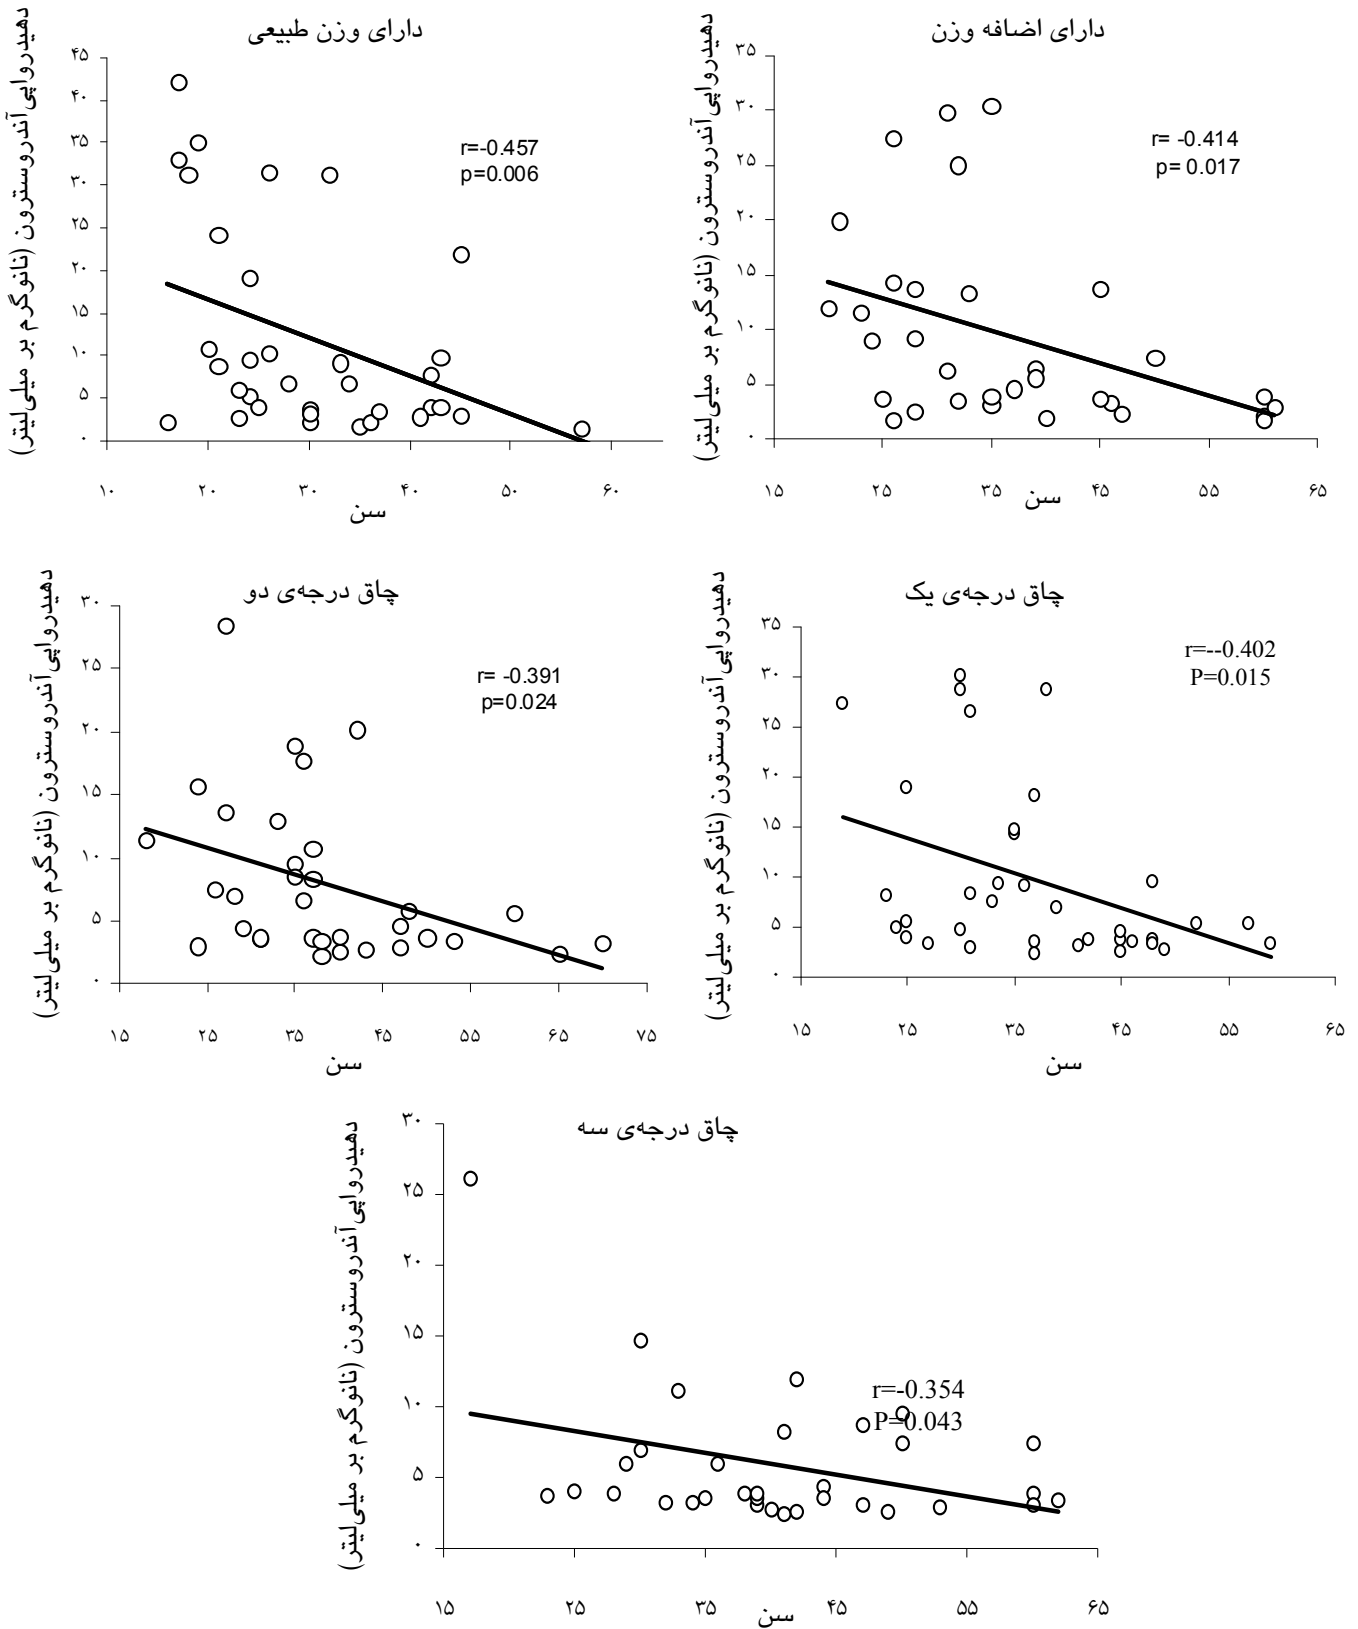 دارای وزن طبیعی
دهیدرواپی‌آندروسترون (نانوگرم بر میلی‌لیتر)
۴۵
۴۰
۳۵
۳۰
۲۵
۲۰
۱۵
۱۰
۵
۰
r=-0.457
p=0.006
۱۰ ۲۰ ۳۰ ۴۰ ۵۰ ۶۰
سن
دارای اضافه وزن
دهیدرواپی‌آندروسترون (نانوگرم بر میلی‌لیتر)
۳۵
۳۰
۲۵
۲۰
۱۵
۱۰
۵
۰
r= -0.414
p= 0.017
۱۵ ۲۵ ۳۵ ۴۵ ۵۵ ۶۵
سن
چاق درجه‌ی دو
دهیدرواپی‌آندروسترون (نانوگرم بر میلی‌لیتر)
۳۰
۲۵
۲۰
۱۵
۱۰
۵
۰
r= -0.391
p=0.024
۱۵ ۲۵ ۳۵ ۴۵ ۵۵ ۶۵ ۷۵
سن
چاق درجه‌ی یک
دهیدرواپی‌آندروسترون (نانوگرم بر میلی‌لیتر)
۳۵
۳۰
۲۵
۲۰
۱۵
۱۰
۵
۰
r=--0.402
P=0.015
۱۵ ۲۵ ۳۵ ۴۵ ۵۵ ۶۵
سن
چاق درجه‌ی سه
دهیدرواپی‌آندروسترون (نانوگرم بر میلی‌لیتر)
۳۰
۲۵
۲۰
۱۵
۱۰
۵
۰
r=-0.354
P=0.043
۱۵ ۲۵ ۳۵ ۴۵ ۵۵ ۶۵
سن